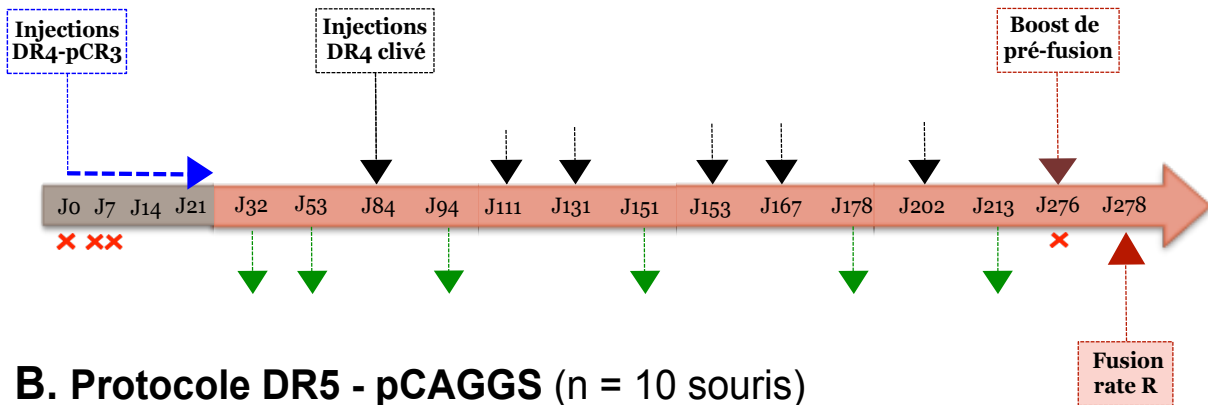 Injections
DR4-pCR3
Injections
DR4 clivé
Boost de
pré-fusion
J0 J7 J14 J21 J32 J53 J84 J94 J111 J131 J151 J153 J167 J178 J202 J213 J276 J278
Fusion
rate R
B. Protocole DR5 - pCAGGS (n = 10 souris)